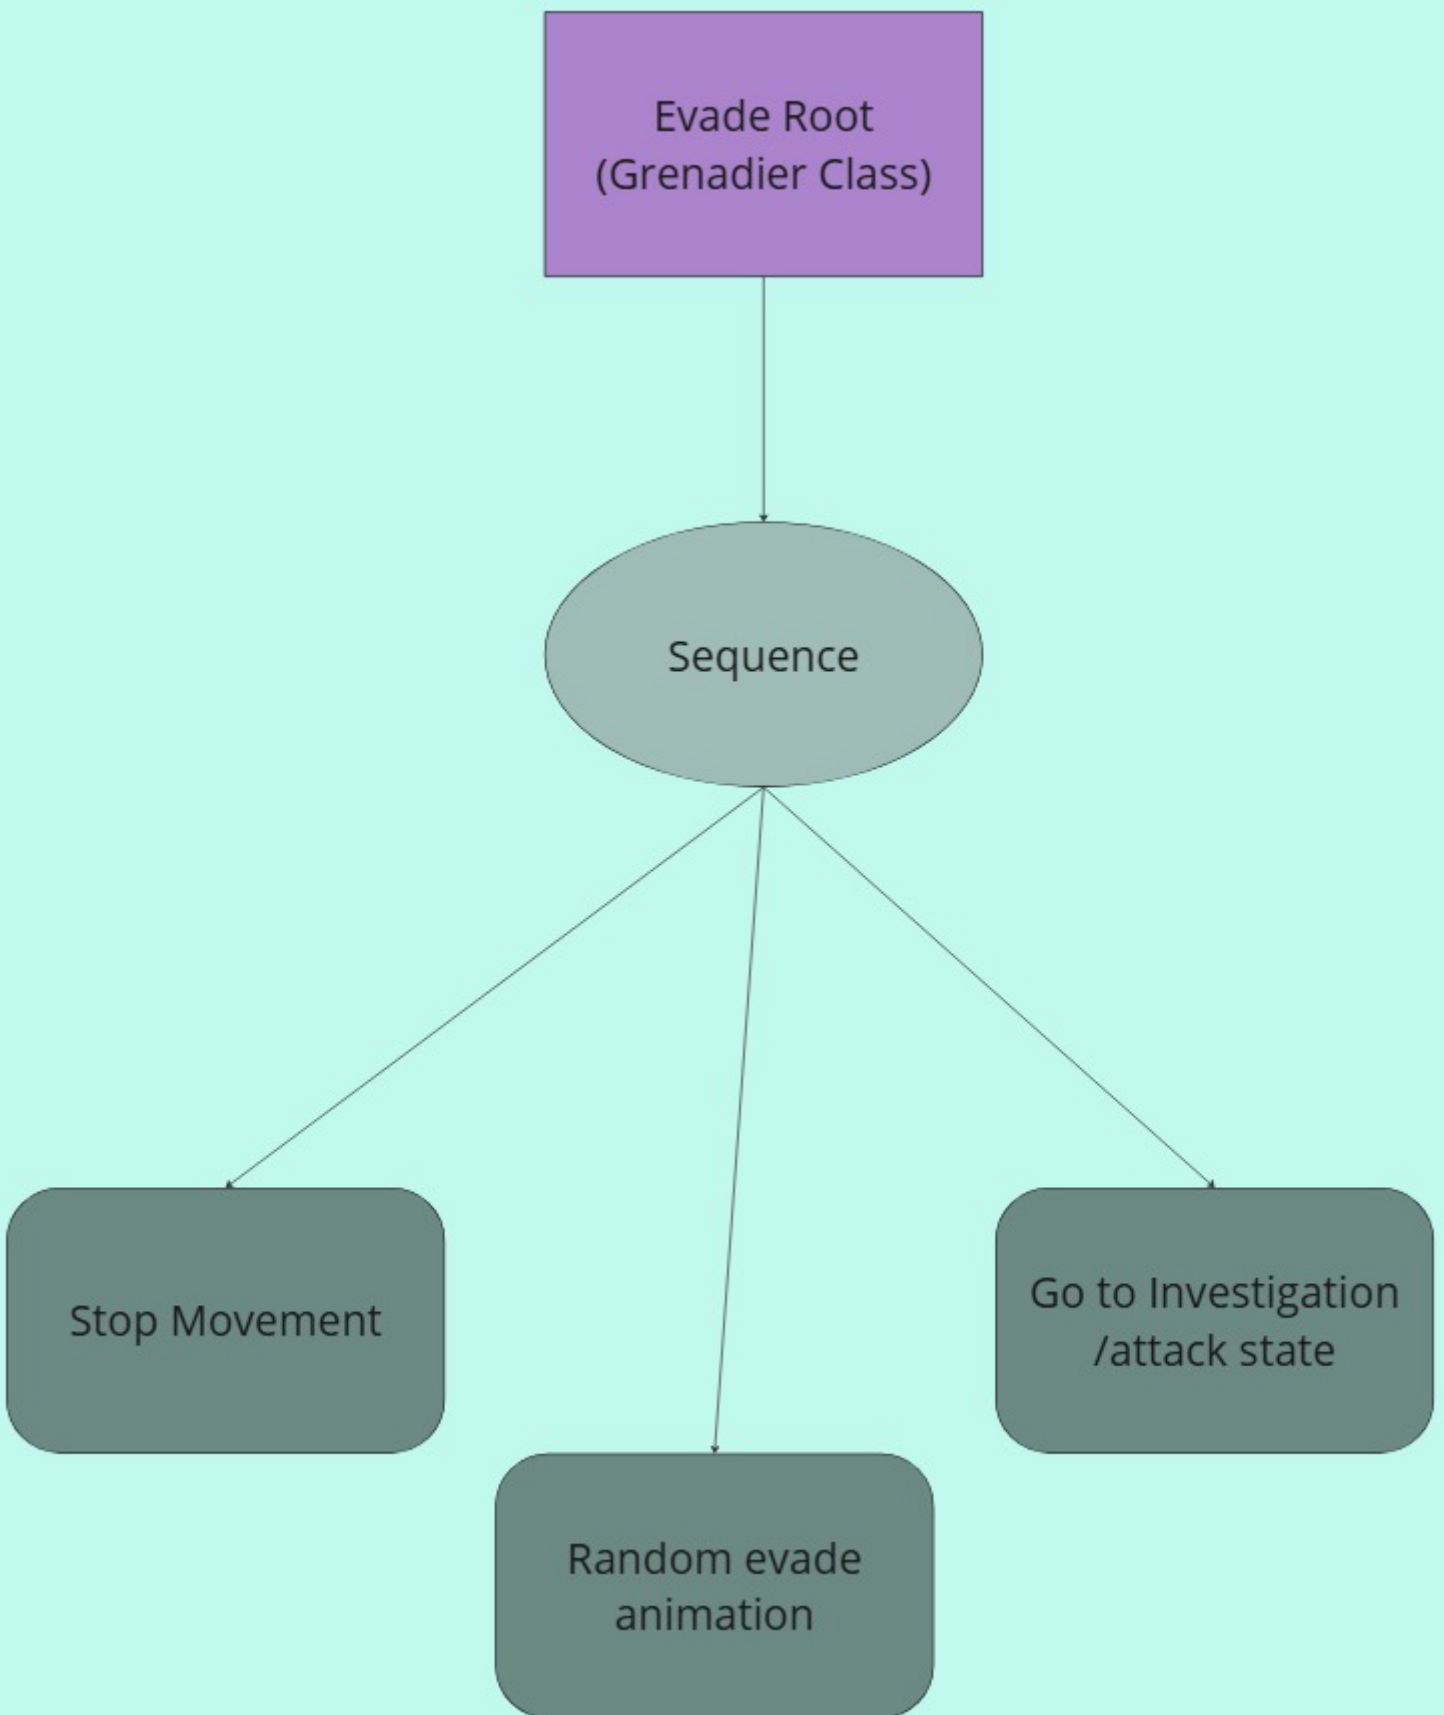 Evade Root
(Grenadier Class)
Sequence
Stop Movement
Go to Investigation
/attack state
Random evade
animation